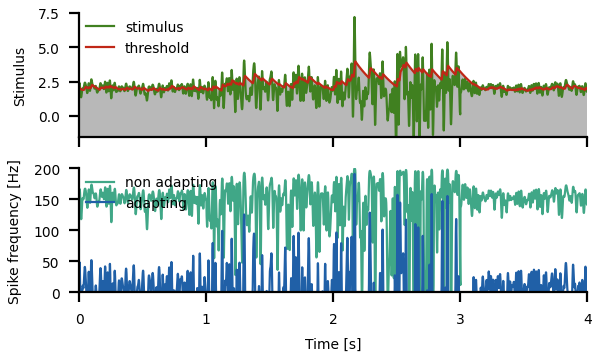 7.5
5.0
2.5
0.0
Stimulus
stimulus
threshold
200
150
100
50
0
Spike frequency [Hz]
non adapting
adapting
0 1 2 3 4
Time [s]